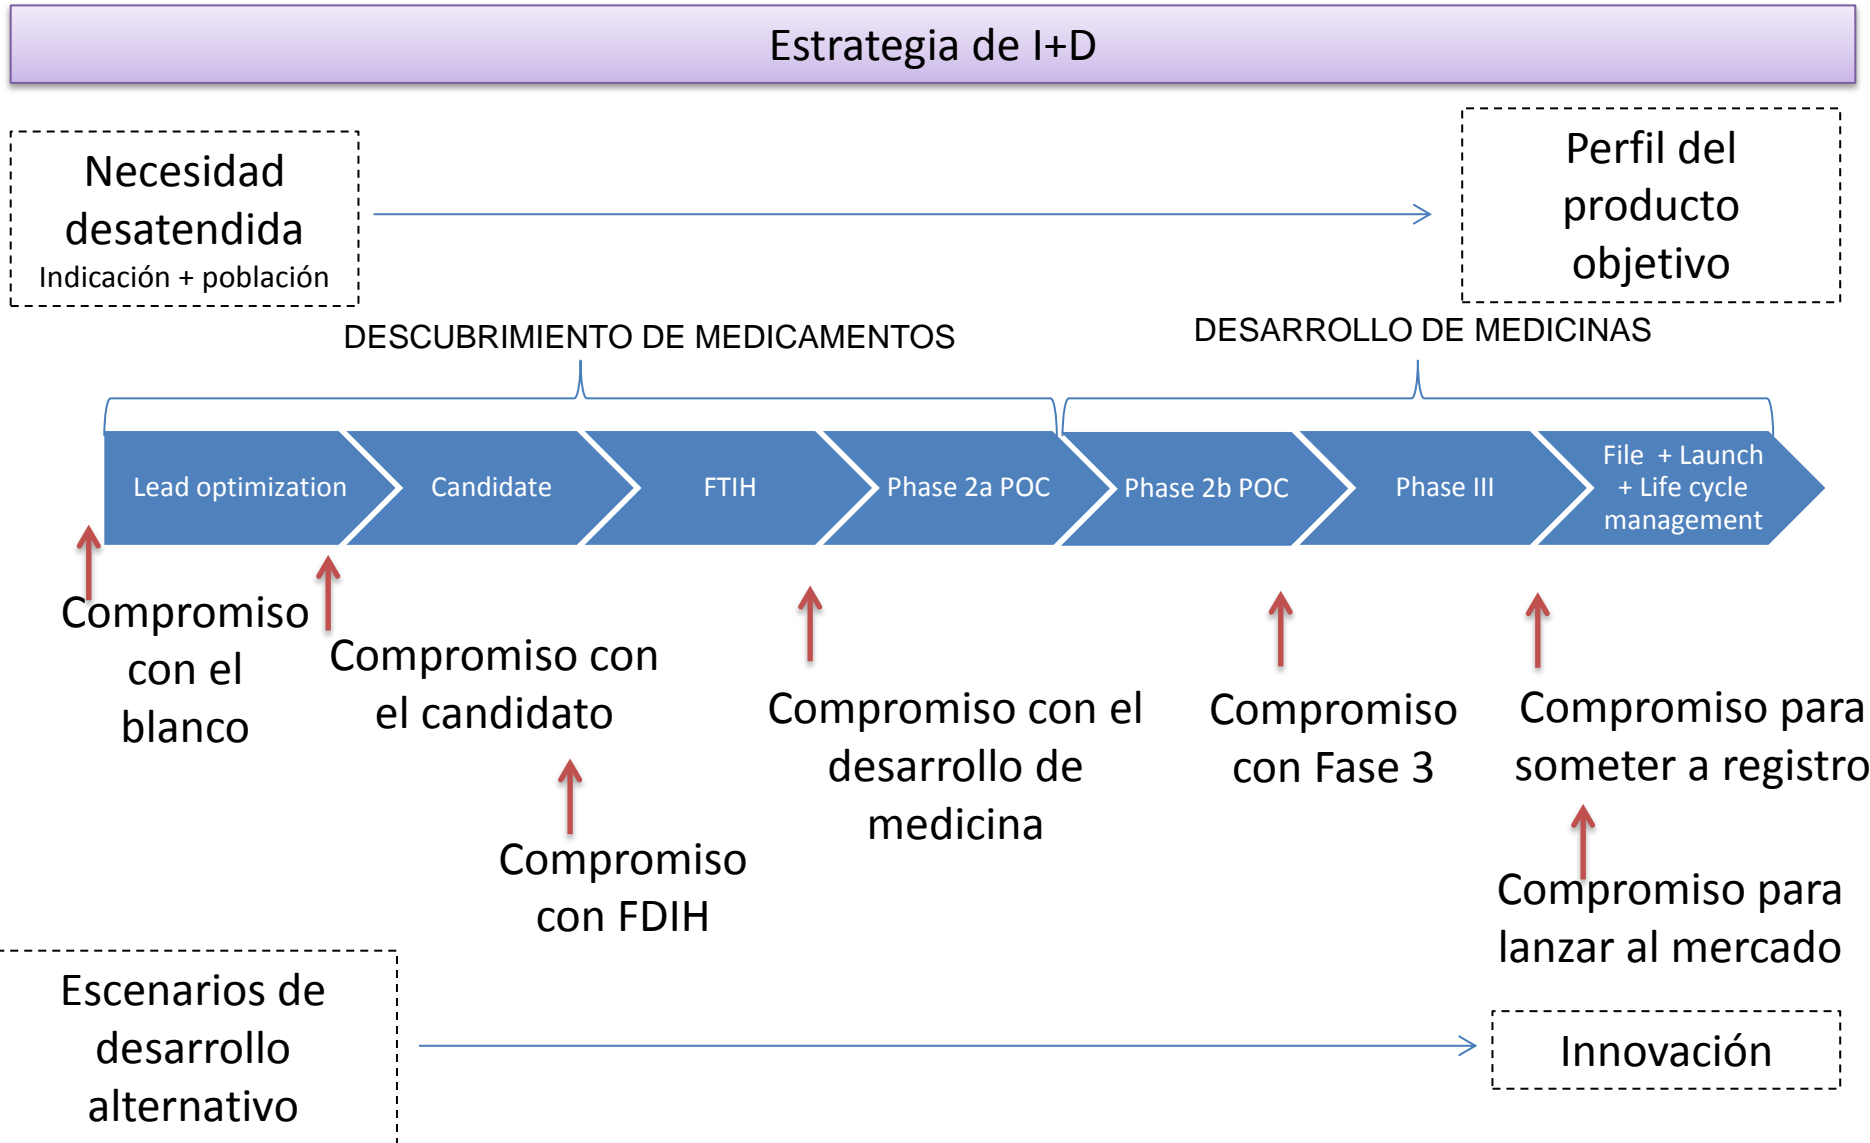 Estrategia de I+D
Necesidad
desatendida
Indicación + población
Perfil del
producto
objetivo
DESCUBRIMIENTO DE MEDICAMENTOS
DESARROLLO DE MEDICINAS
Lead optimization
Candidate
FTIH
Phase 2a POC
Phase 2b POC
Phase III
File + Launch
+ Life cycle
management
Compromiso
con el
blanco
Compromiso con
el candidato
Compromiso
con FDIH
Compromiso con el
desarrollo de
medicina
Compromiso
con Fase 3
Compromiso para
someter a registro
Compromiso para
lanzar al mercado
Escenarios de
desarrollo
alternativo
Innovación